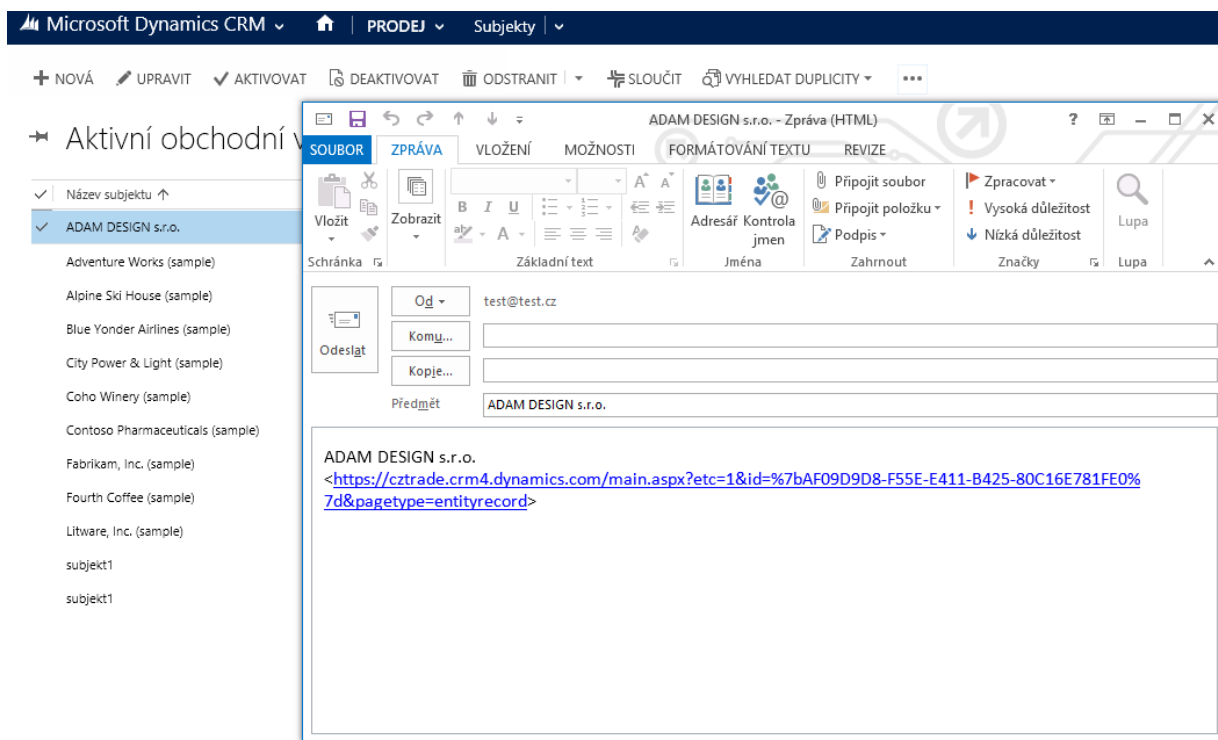 Microsoft Dynamics CRM PRODEJ Subjekty
NOVÁ UPRAVIT AKTIVOVAT DEAKTIVOVAT ODSTRANIT SLOUČIT VYHLEDAT DUPLICITY
Aktivní obchodní v
Název subjektu
ADAM DESIGN s.r.o.
Adventure Works (sample)
Alpine Ski House (sample)
Blue Yonder Airlines (sample)
City Power & Light (sample)
Coho Winery (sample)
Contoso Pharmaceuticals (sample)
Fabrikam, Inc. (sample)
Fourth Coffee (sample)
Litware, Inc. (sample)
subjekt1
subjekt1
ADAM DESIGN s.r.o. - Zpráva (HTML)
SOUBOR ZPRÁVA VLOŽENÍ MOŽNOSTI FORMÁTOVÁNÍ TEXTU REVIZE
Vložit
Schránka
Zobrazit
B I U
Základní text
Adresář Kontrola
jmen
Jména
Připojit soubor
Připojit položku
Podpis
Zahrnout
Zpracovat
Vysoká důležitost
Nízká důležitost
Značky
Lupa
Lupa
Odeslat
Od test@test.cz
Komu...
Kopie...
Předmět ADAM DESIGN s.r.o.
ADAM DESIGN s.r.o.
<https://cztrade.crm4.dynamics.com/main.aspx?etc=1&id=%7bAF09D9D8-F55E-E411-B425-80C16E781FE0%
7d&pagetype=entityrecord>